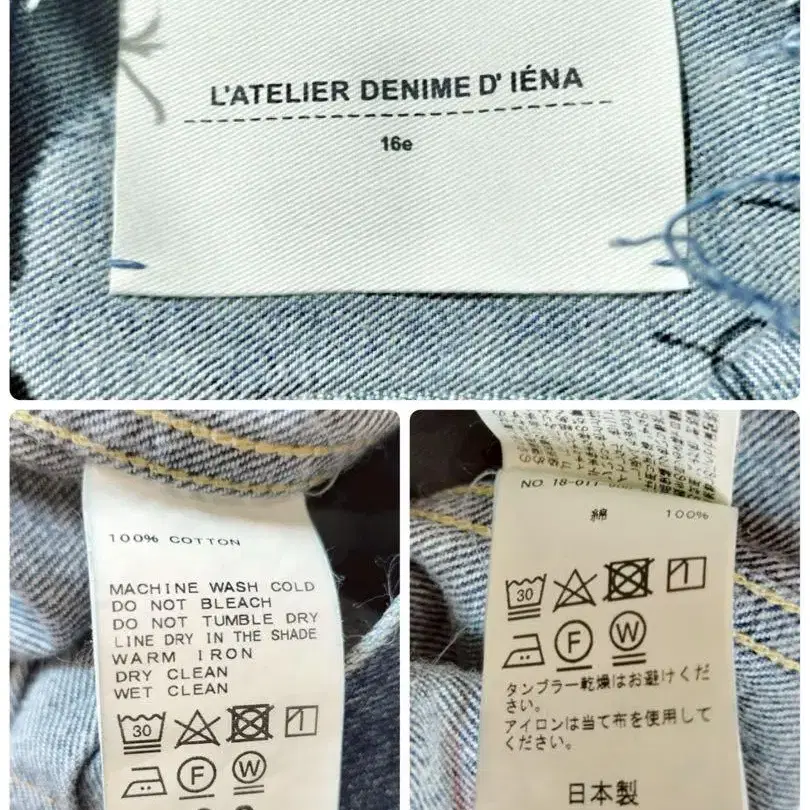 L'ATELIER DENIME D' IÉNA
16e
100% COTTON
MACHINE WASH COLD
DO NOT BLEACH
DO NOT TUMBLE DRY
LINE DRY IN THE SHADE
WARM IRON
DRY CLEAN
WET CLEAN
30
F W
NO 18-011
綿 100%
30
F W
タンブラー乾燥はお避けくだ
さい。
アイロンは当て布を使用して
ください。
日本製